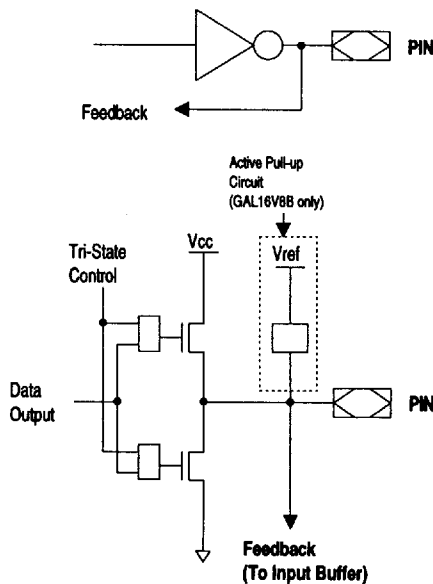 PIN
Feedback
Active Pull-up
Circuit
(GAL16V8B only)
Vcc
Vref
Tri-State
Control
Data
Output
PIN
Feedback
(To Input Buffer)